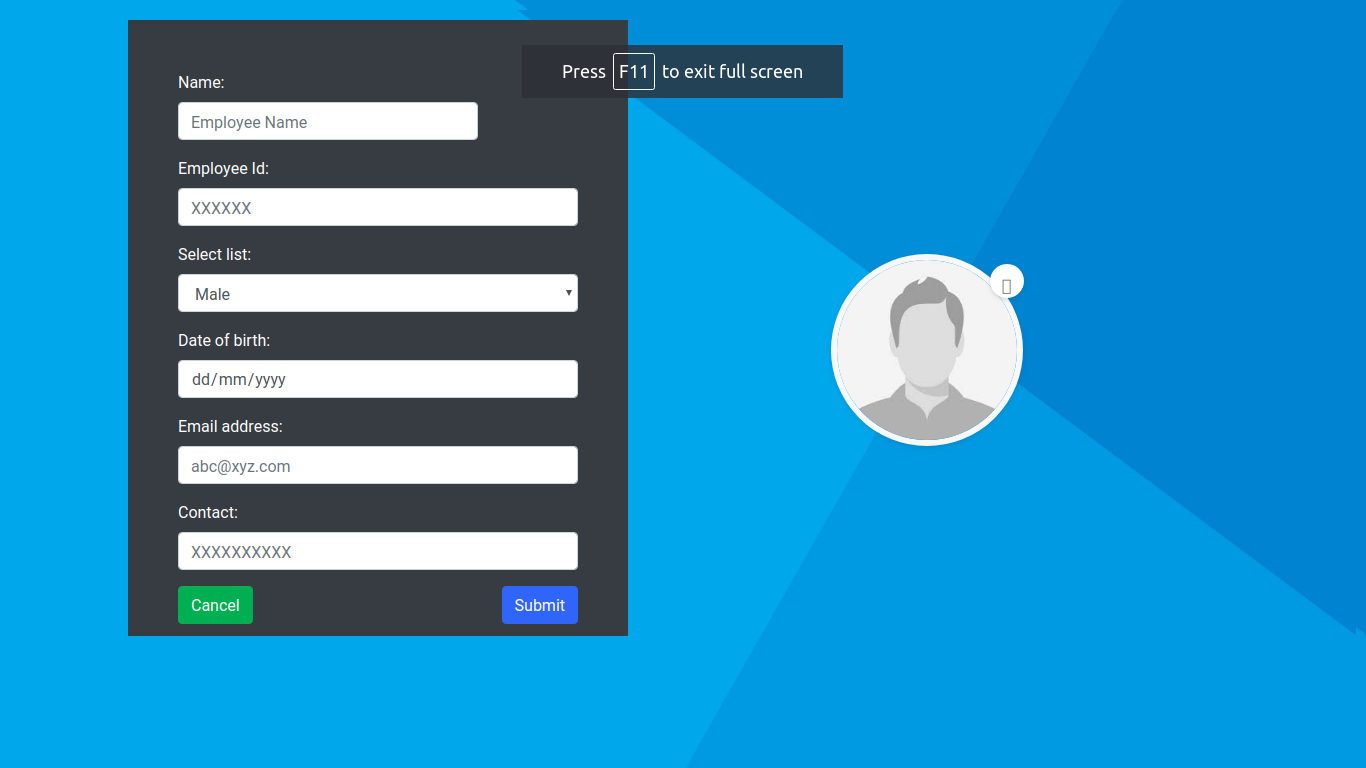 Press F11 to exit full screen
Name:
Employee Name
Employee Id:
XXXXXX
Select list:
Male
Date of birth:
dd/mm/yyyy
Email address:
abc@xyz.com
Contact:
XXXXXXXXXX
Cancel
Submit